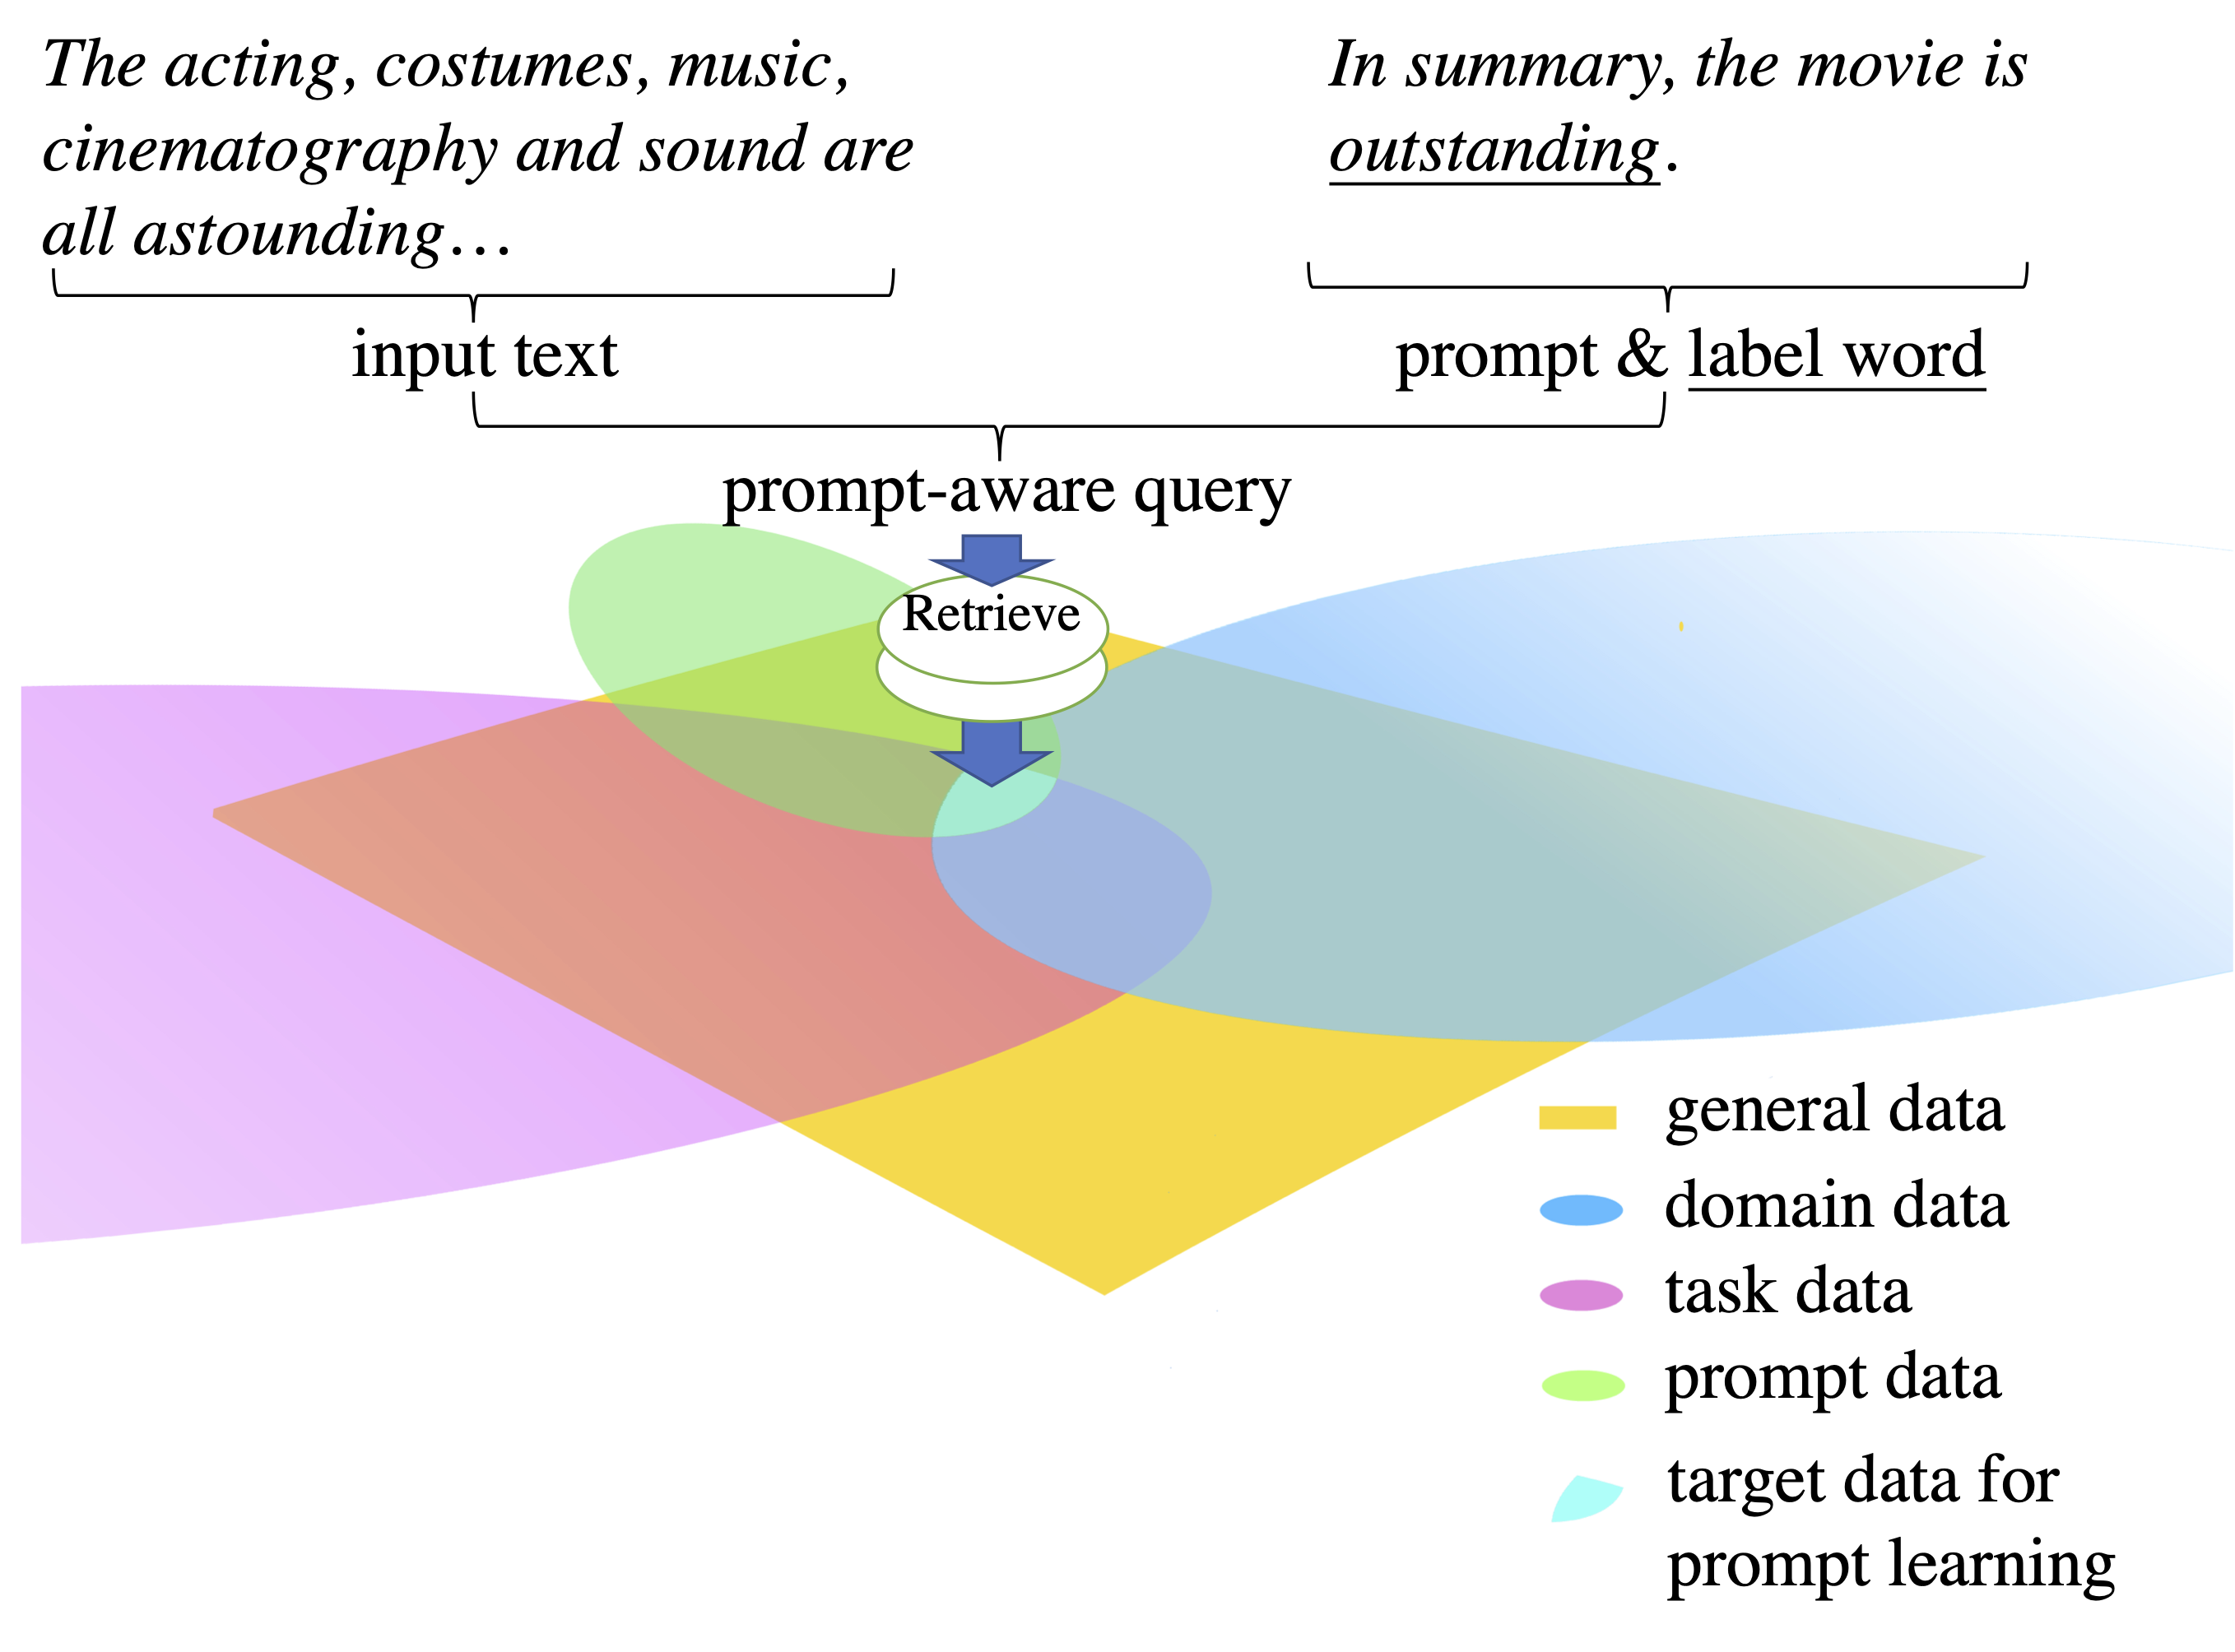 The acting, costumes, music,
cinematography and sound are
all astounding…
In summary, the movie is
outstanding.
input text
prompt & label word
prompt-aware query
Retrieve
general data
domain data
task data
prompt data
target data for
prompt learning